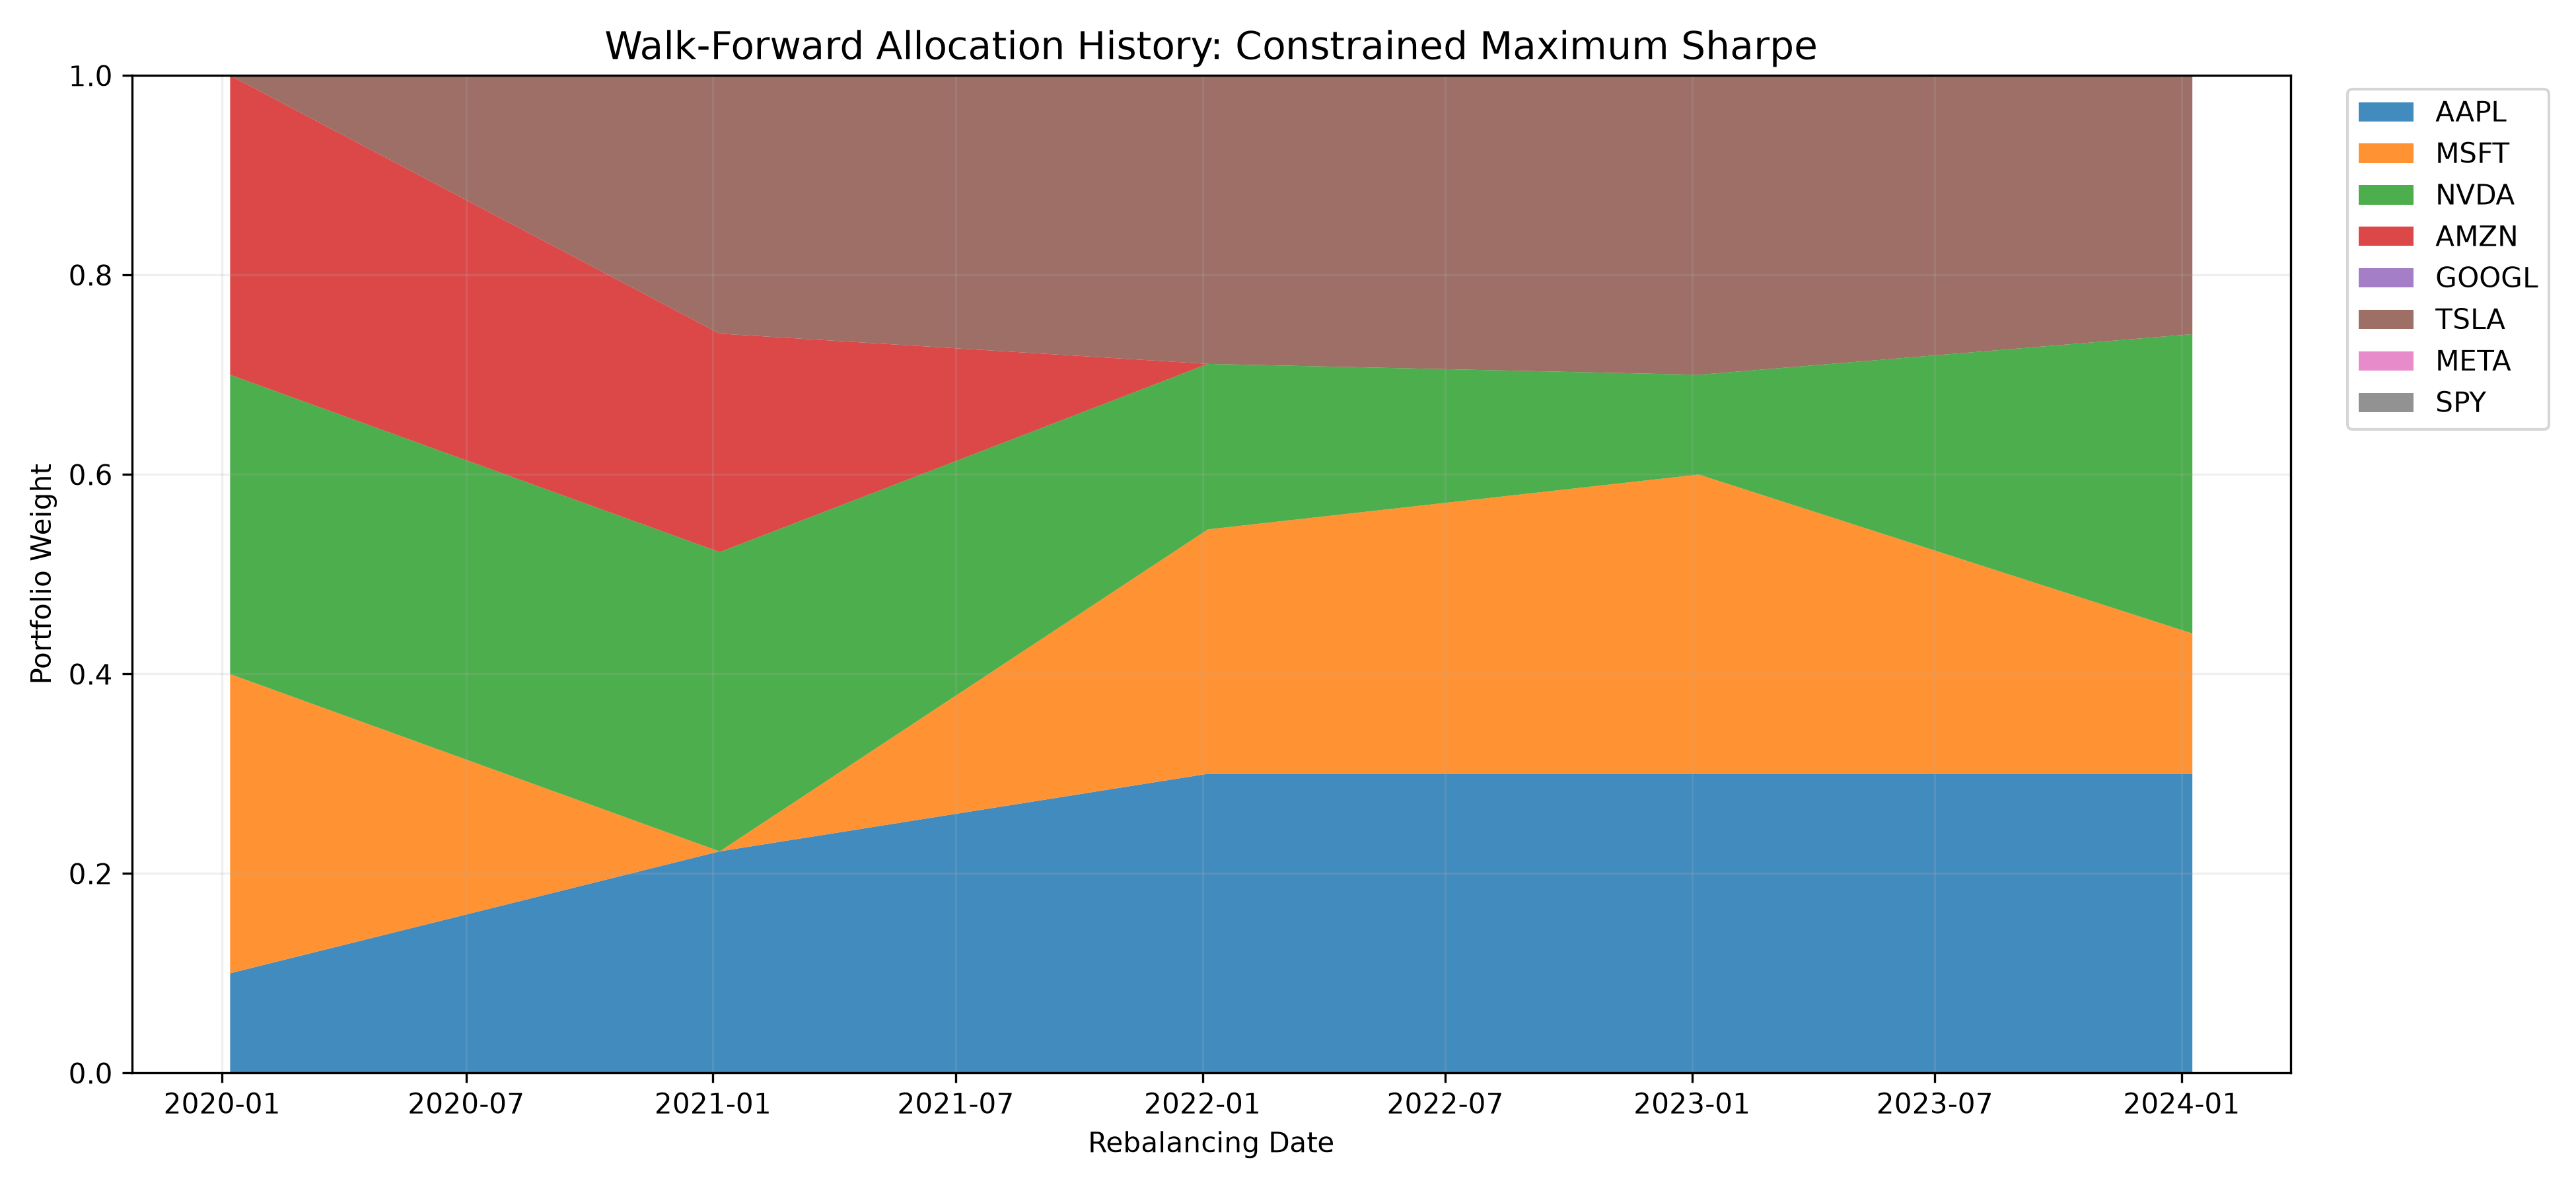 Walk-Forward Allocation History: Constrained Maximum Sharpe
1.0
0.8
0.6
0.4
0.2
0.0
Portfolio Weight
2020-01
2020-07
2021-01
2021-07
2022-01
2022-07
2023-01
2023-07
2024-01
Rebalancing Date
AAPL
MSFT
NVDA
AMZN
GOOGL
TSLA
META
SPY